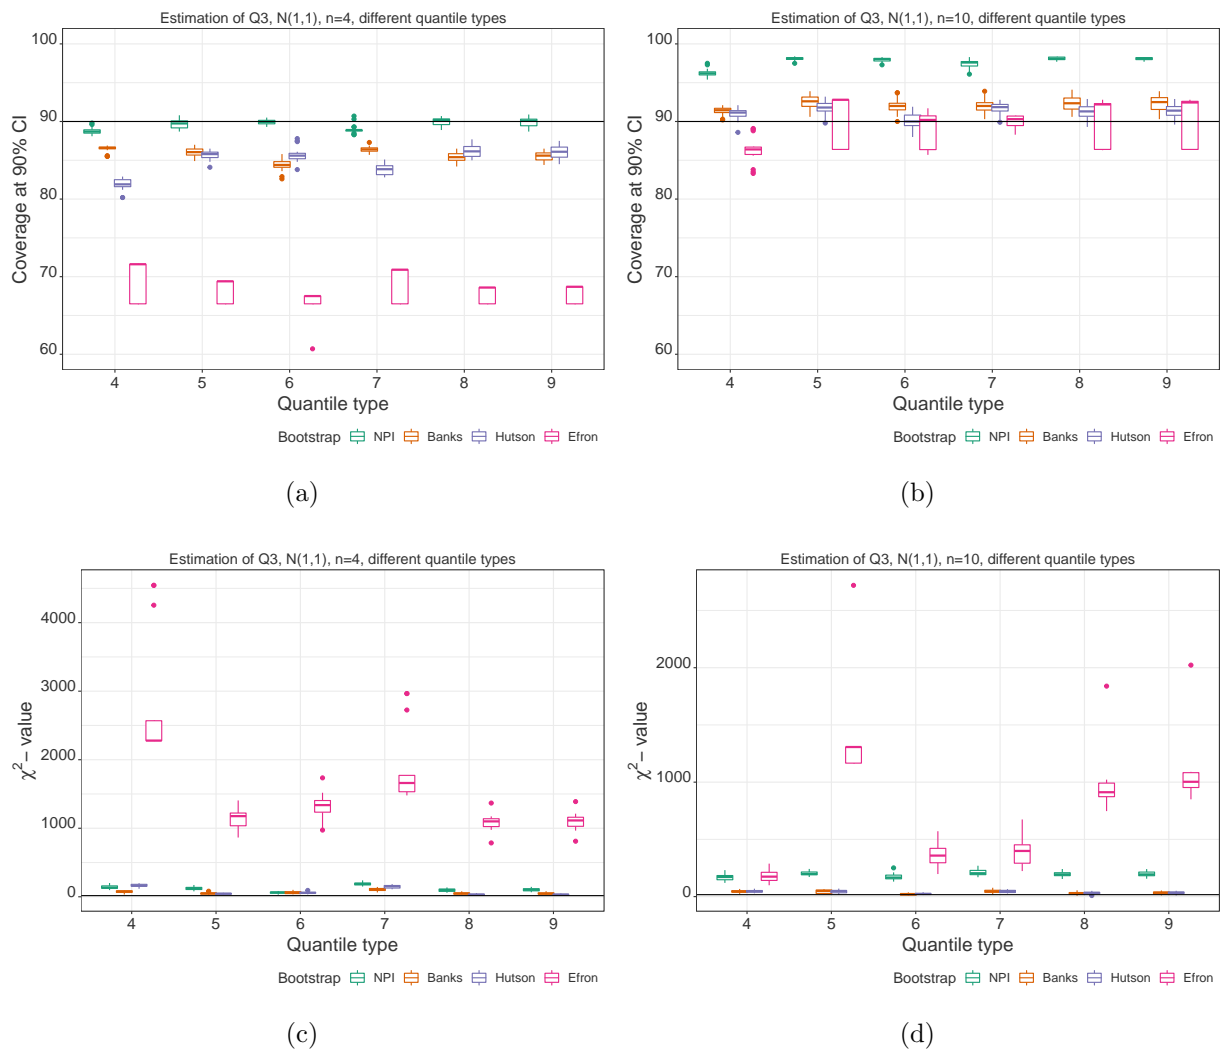 Estimation of Q3, N(1,1), n=4, different quantile types
100
90
80
70
60
Coverage at 90% CI
4 5 6 7 8 9
Quantile type
Bootstrap NPI Banks Hutson Efron
(a)
Estimation of Q3, N(1,1), n=10, different quantile types
100
90
80
70
60
Coverage at 90% CI
4 5 6 7 8 9
Quantile type
Bootstrap NPI Banks Hutson Efron
(b)
Estimation of Q3, N(1,1), n=4, different quantile types
4000
3000
2000
1000
0
χ²− value
4 5 6 7 8 9
Quantile type
Bootstrap NPI Banks Hutson Efron
(c)
Estimation of Q3, N(1,1), n=10, different quantile types
2000
1000
0
χ²− value
4 5 6 7 8 9
Quantile type
Bootstrap NPI Banks Hutson Efron
(d)